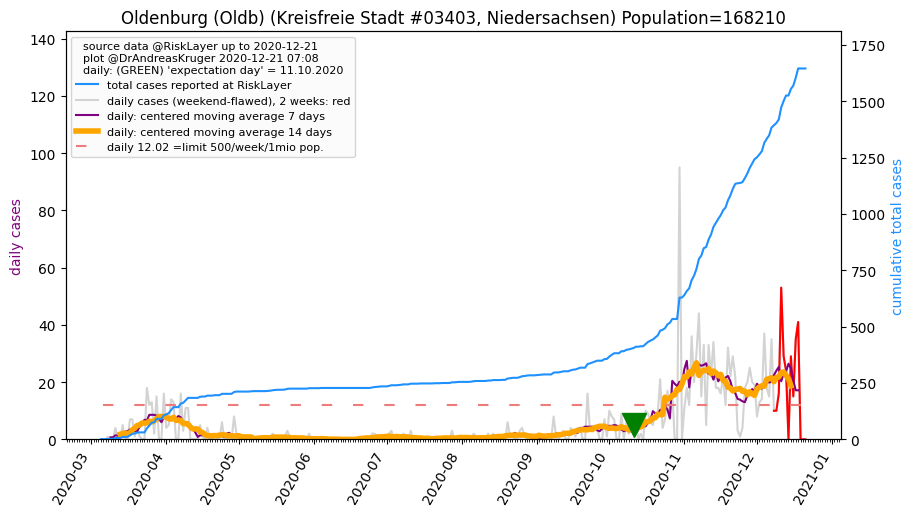 Oldenburg (Oldb) (Kreisfreie Stadt #03403, Niedersachsen) Population=168210
source data @RiskLayer up to 2020-12-21
plot @DrAndreasKruger 2020-12-21 07:08
daily: (GREEN) 'expectation day' = 11.10.2020
total cases reported at RiskLayer
daily cases (weekend-flawed), 2 weeks: red
daily: centered moving average 7 days
daily: centered moving average 14 days
daily 12.02 =limit 500/week/1mio pop.
daily cases
140
120
100
80
60
40
20
0
cumulative total cases
1750
1500
1250
1000
750
500
250
0
2020-03
2020-04
2020-05
2020-06
2020-07
2020-08
2020-09
2020-10
2020-11
2020-12
2021-01